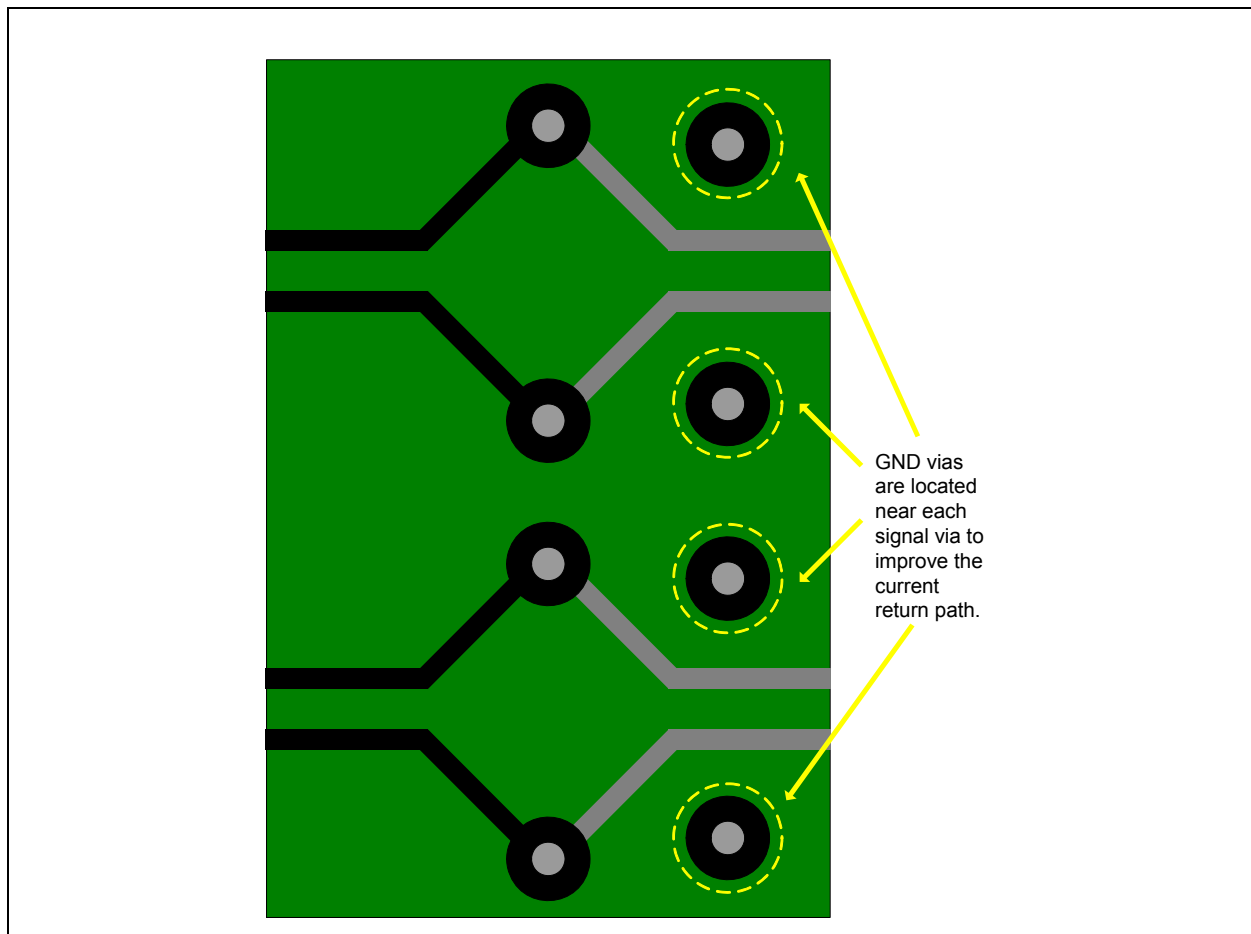 GND vias
are located
near each
signal via to
improve the
current
return path.